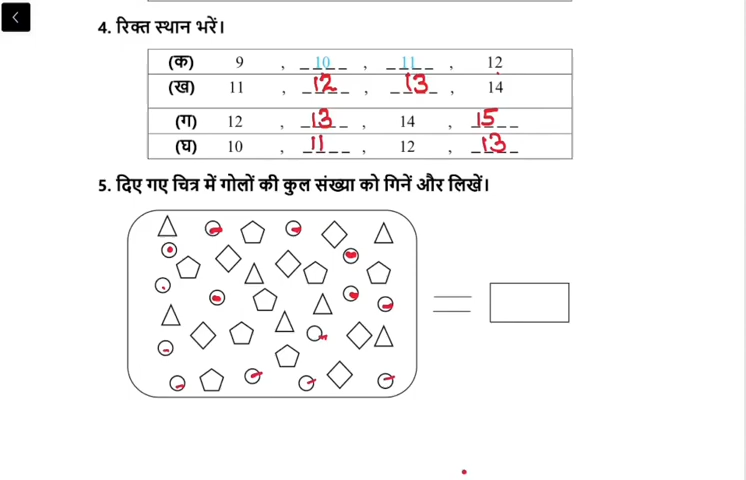 4. रिक्त स्थान भरें।
(क) 9 , _ 10 _ , _ 11 _ , 12
(ख) 11 , _ 12 _ , _ 13 _ , 14
(ग) 12 , _ 13 _ , 14 , _ 15 _
(घ) 10 , _ 11 _ , 12 , _ 13 _
5. दिए गए चित्र में गोलों की कुल संख्या को गिनें और लिखें।